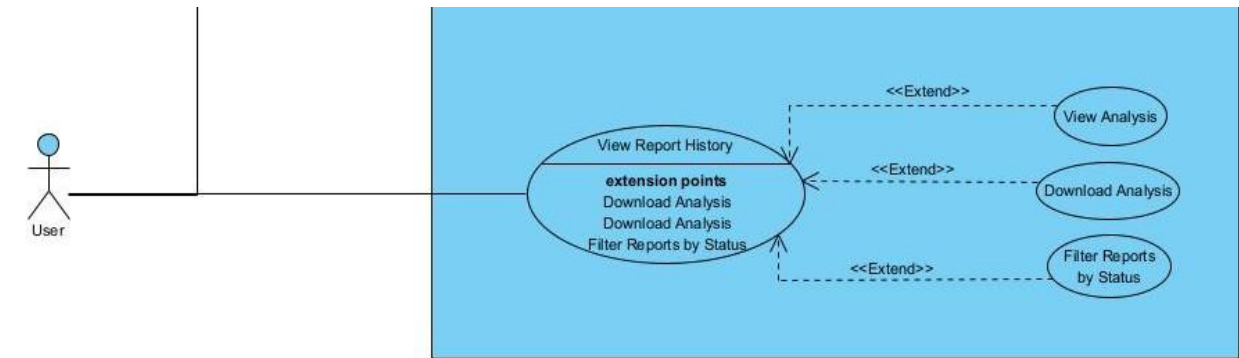 User
View Report History
extension points
Download Analysis
Download Analysis
Filter Reports by Status
<<Extend>>
View Analysis
<<Extend>>
Download Analysis
<<Extend>>
Filter Reports
by Status